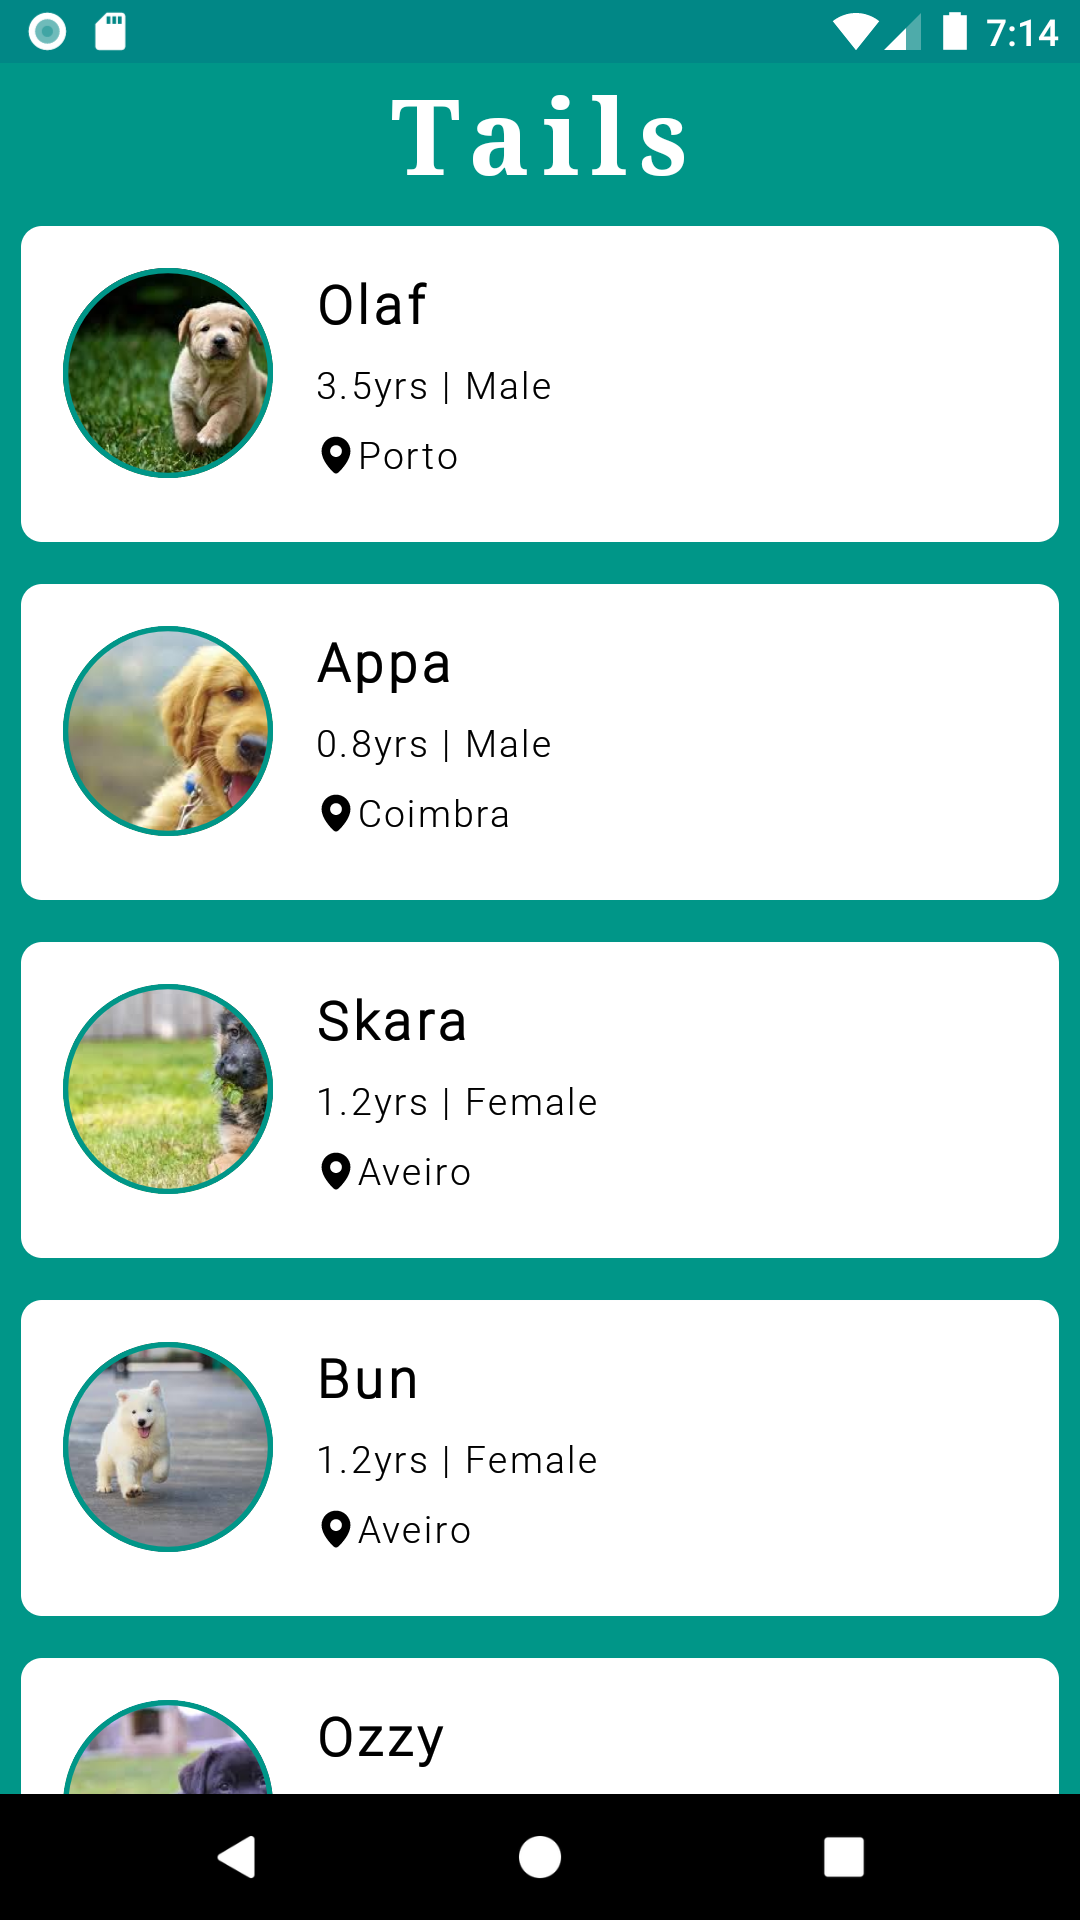 7:14
Tails
Olaf
3.5yrs | Male
Porto
Appa
0.8yrs | Male
Coimbra
Skara
1.2yrs | Female
Aveiro
Bun
1.2yrs | Female
Aveiro
Ozzy